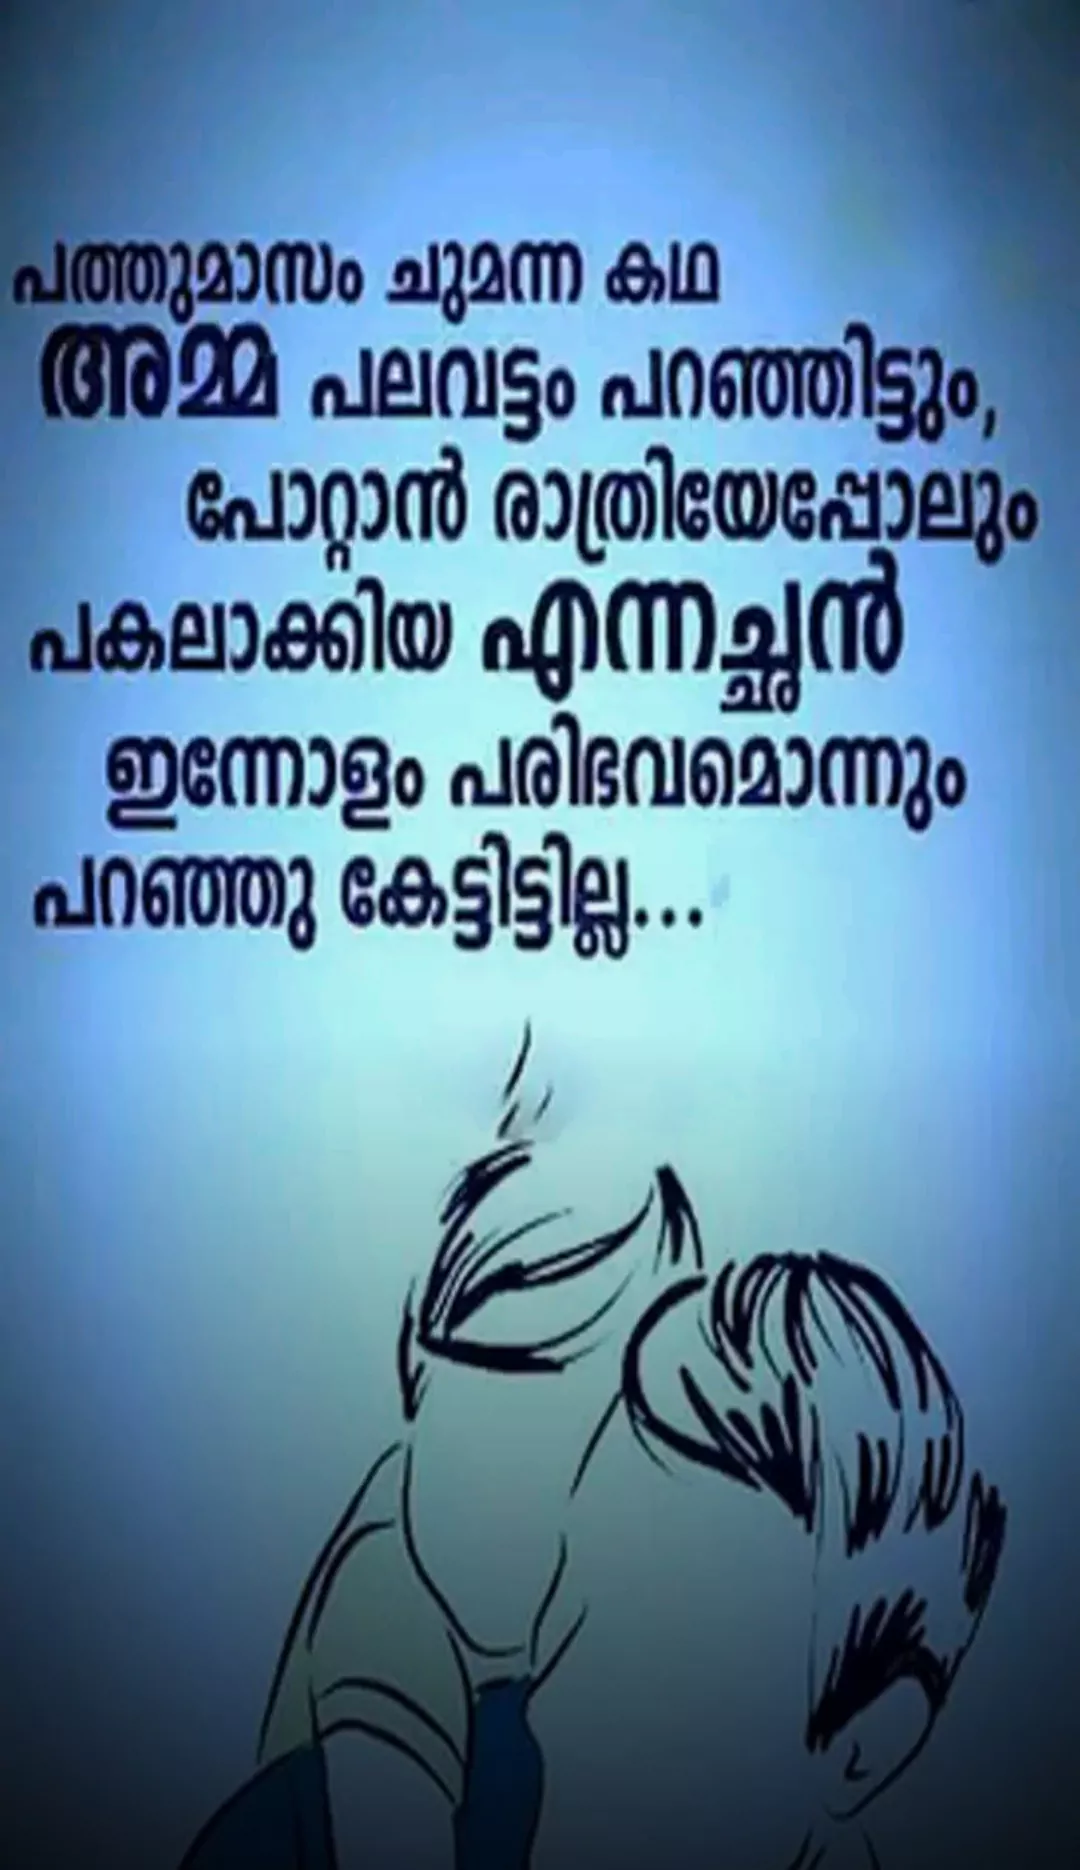 പത്തുമാസം ചുമന്ന കഥ
അമ്മ പലവട്ടം പറഞ്ഞിട്ടും,
പോറ്റാൻ രാത്രിയേപ്പോലും
പകലാക്കിയ എന്നച്ഛൻ
ഇന്നോളം പരിഭവമൊന്നും
പറഞ്ഞു കേട്ടിട്ടില്ല...